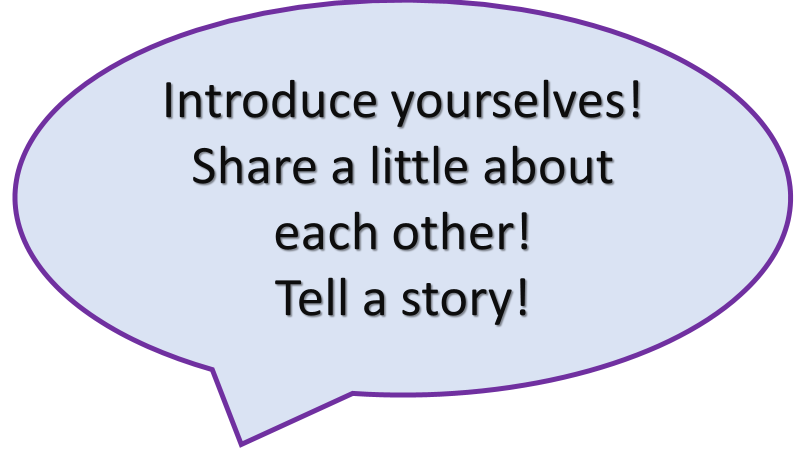 Introduce yourselves!
Share a little about
each other!
Tell a story!